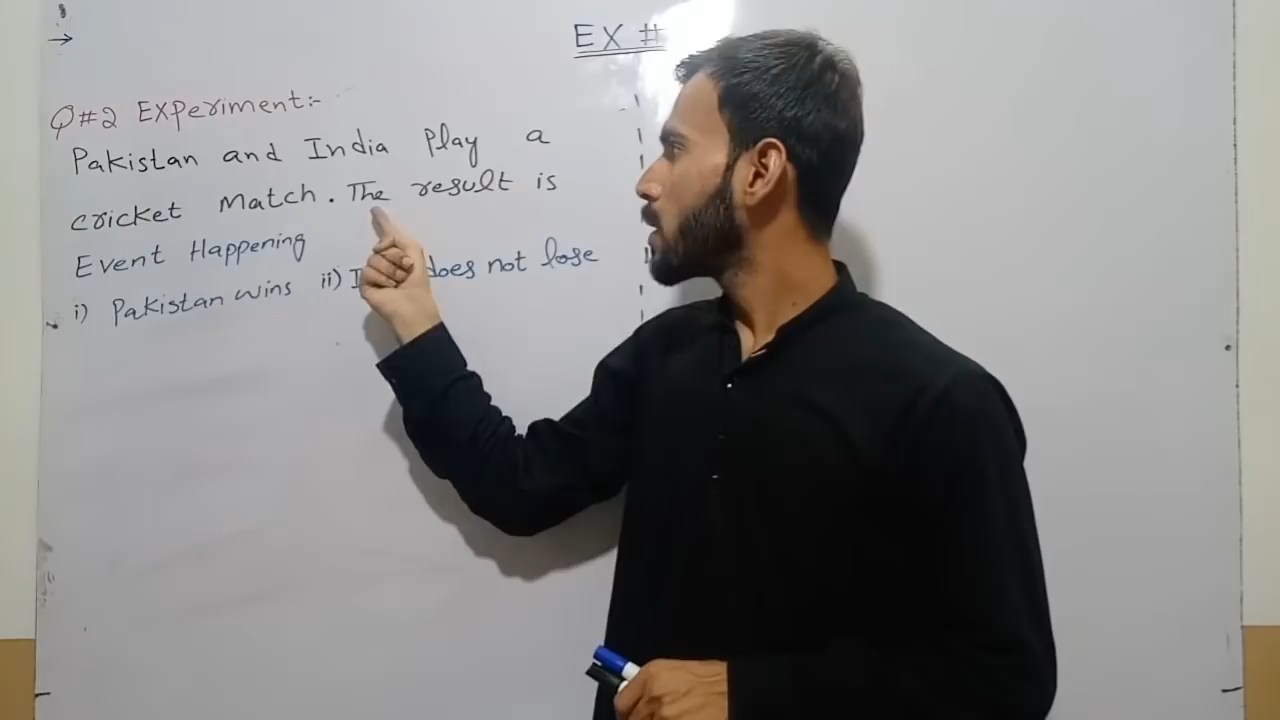 EX #
Q#2 Experiment:-
Pakistan and India Play a
cricket Match. The result is
Event Happening
i) Pakistan wins ii) I does not lose